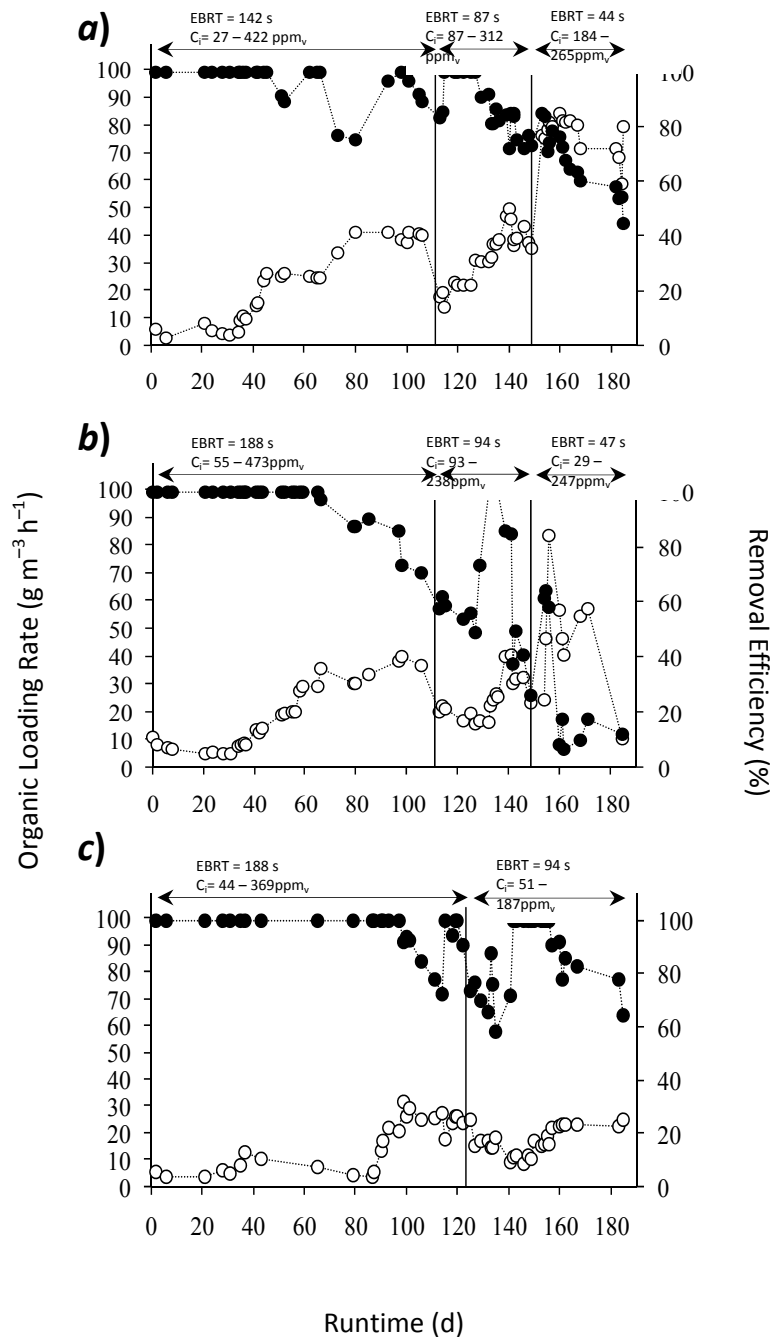 a)
EBRT = 142 s
Ci= 27 – 422 ppmv
EBRT = 87 s
Ci= 87 – 312
ppmv
EBRT = 44 s
Ci= 184 –
265ppmv
100
90
80
70
60
50
40
30
20
10
0
100
80
60
40
20
0
0 20 40 60 80 100 120 140 160 180
b)
EBRT = 188 s
Ci= 55 – 473ppmv
EBRT = 94 s
Ci= 93 –
238ppmv
EBRT = 47 s
Ci= 29 –
247ppmv
100
90
80
70
60
50
40
30
20
10
0
100
80
60
40
20
0
0 20 40 60 80 100 120 140 160 180
Organic Loading Rate (g m⁻³ h⁻¹)
Removal Efficiency (%)
c)
EBRT = 188 s
Ci= 44 – 369ppmv
EBRT = 94 s
Ci= 51 –
187ppmv
100
90
80
70
60
50
40
30
20
10
0
100
80
60
40
20
0
0 20 40 60 80 100 120 140 160 180
Runtime (d)